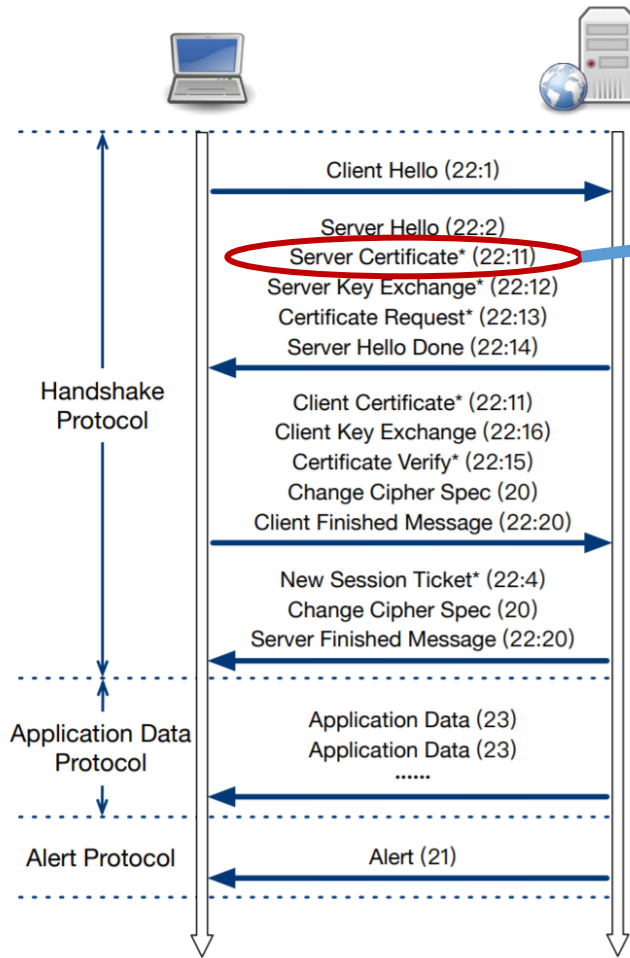 Client Hello (22:1)
Server Hello (22:2)
Server Certificate* (22:11)
Server Key Exchange* (22:12)
Certificate Request* (22:13)
Server Hello Done (22:14)
Handshake
Protocol
Client Certificate* (22:11)
Client Key Exchange (22:16)
Certificate Verify* (22:15)
Change Cipher Spec (20)
Client Finished Message (22:20)
New Session Ticket* (22:4)
Change Cipher Spec (20)
Server Finished Message (22:20)
Application Data
Protocol
Application Data (23)
Application Data (23)
......
Alert Protocol
Alert (21)